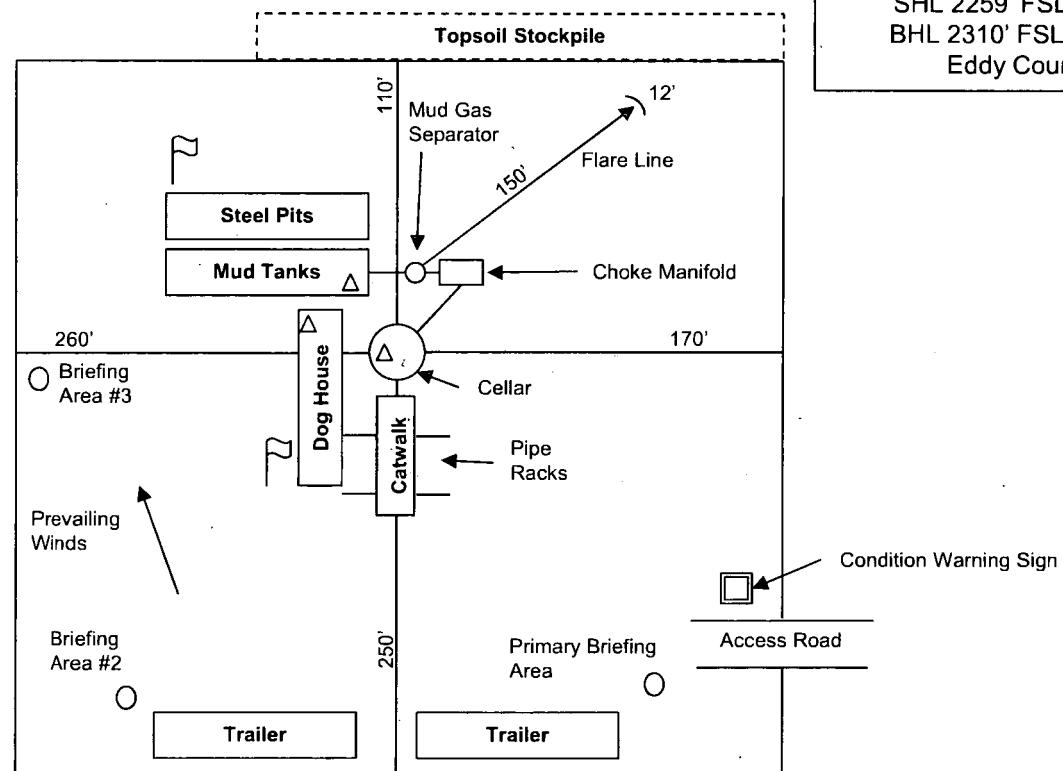 SHL 2259' FSL
BHL 2310' FSL
Eddy Cour
Topsoil Stockpile
110'
Mud Gas
Separator
12'
Flare Line
150'
Steel Pits
Mud Tanks
Choke Manifold
260'
170'
Briefing
Area #3
Dog House
Cellar
Catwalk
Pipe
Racks
Prevailing
Winds
Condition Warning Sign
Briefing
Area #2
250'
Primary Briefing
Area
Access Road
Trailer
Trailer